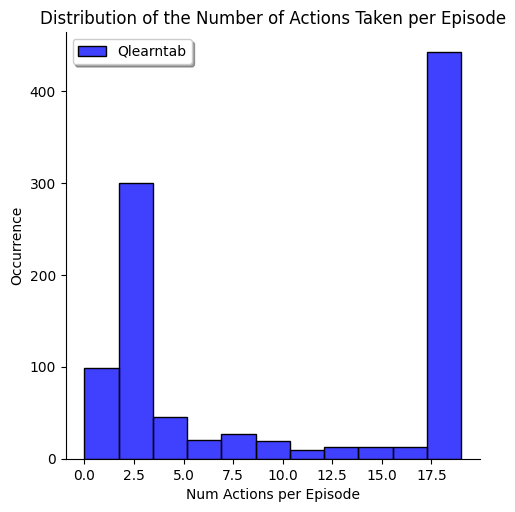 Distribution of the Number of Actions Taken per Episode
Qlearntab
Occurrence
400
300
200
100
0
0.0 2.5 5.0 7.5 10.0 12.5 15.0 17.5
Num Actions per Episode